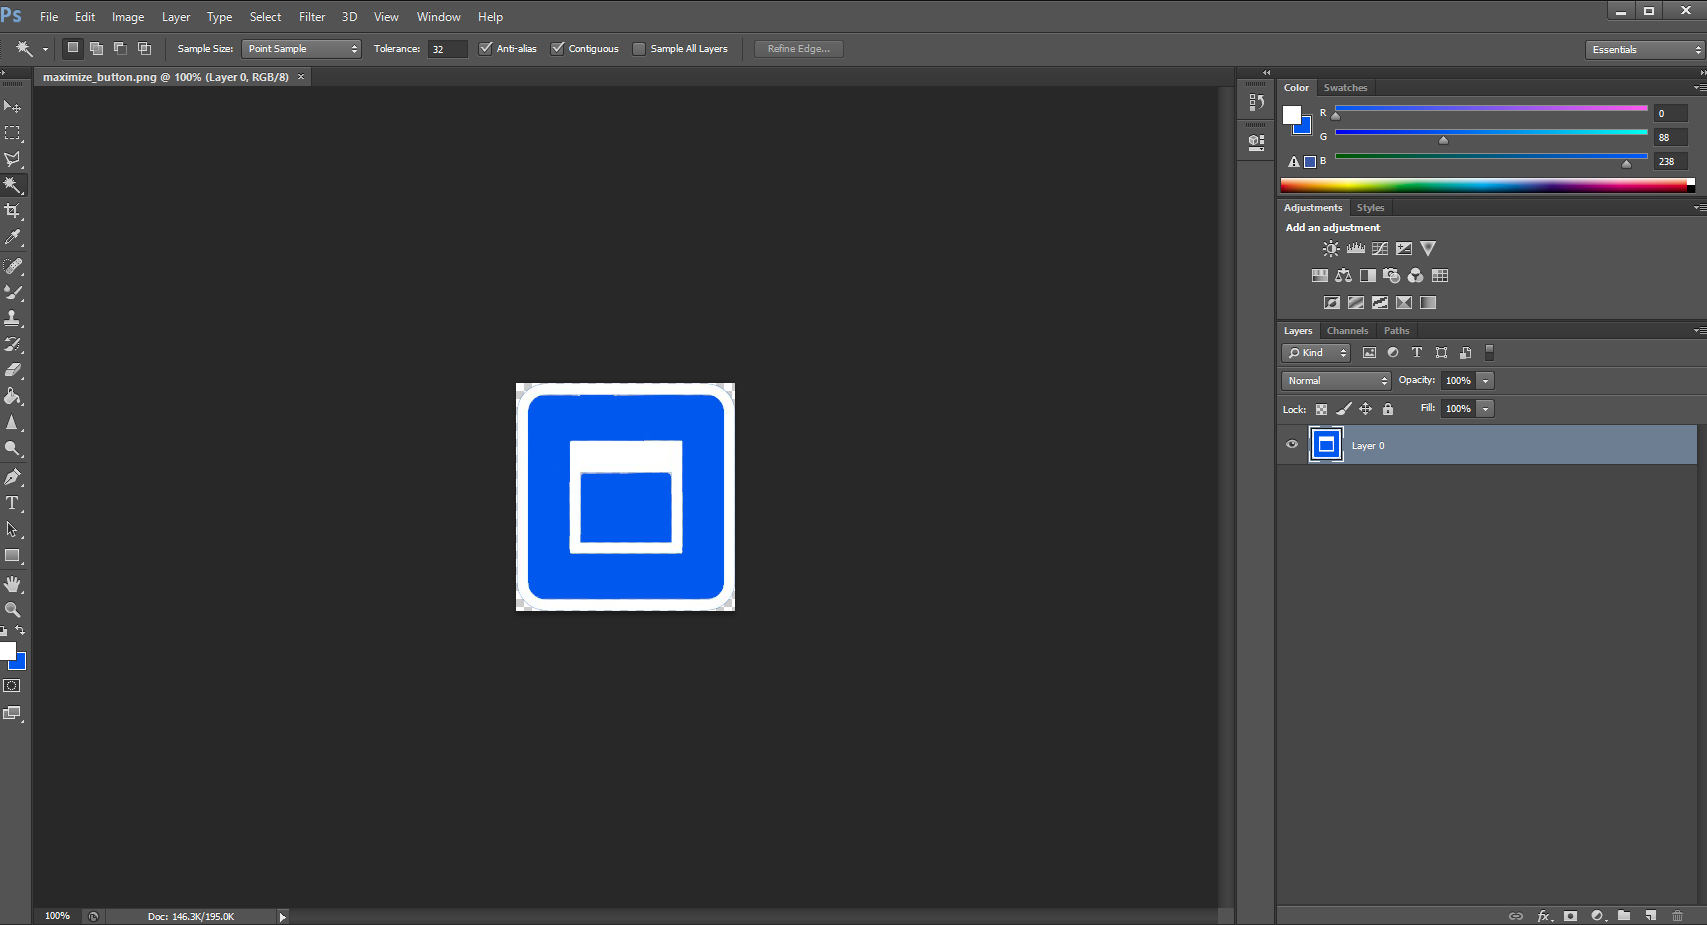 Ps File Edit Image Layer Type Select Filter 3D View Window Help
Sample Size: Point Sample Tolerance: 32 Anti-alias Contiguous Sample All Layers Refine Edge... Essentials
maximize_button.png @ 100% (Layer 0, RGB/8) ×
Color Swatches
R 0
G 88
B 238
Adjustments Styles
Add an adjustment
Layers Channels Paths
Kind
Normal Opacity: 100%
Lock: Fill: 100%
Layer 0
100% Doc: 146.3K/195.0K
fx